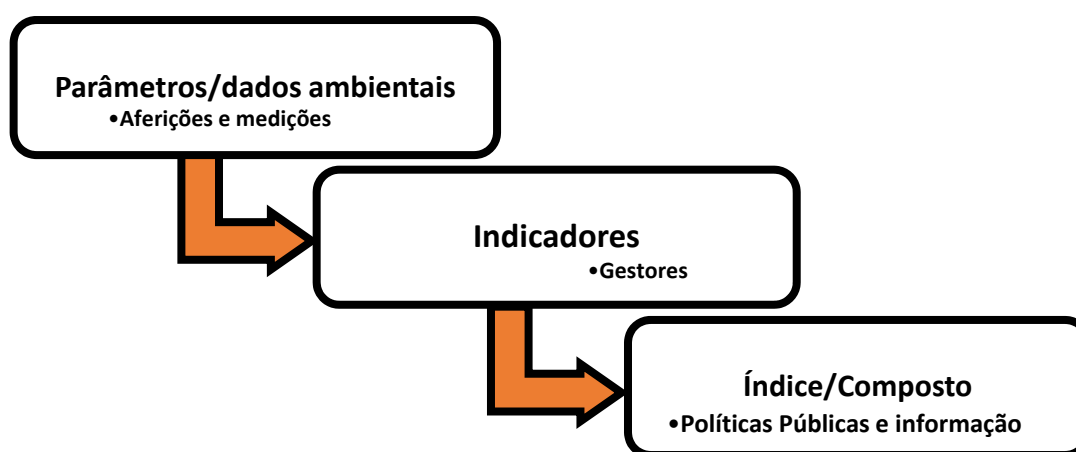 Parâmetros/dados ambientais
•Aferições e medições
Indicadores
•Gestores
Índice/Composto
•Políticas Públicas e informação